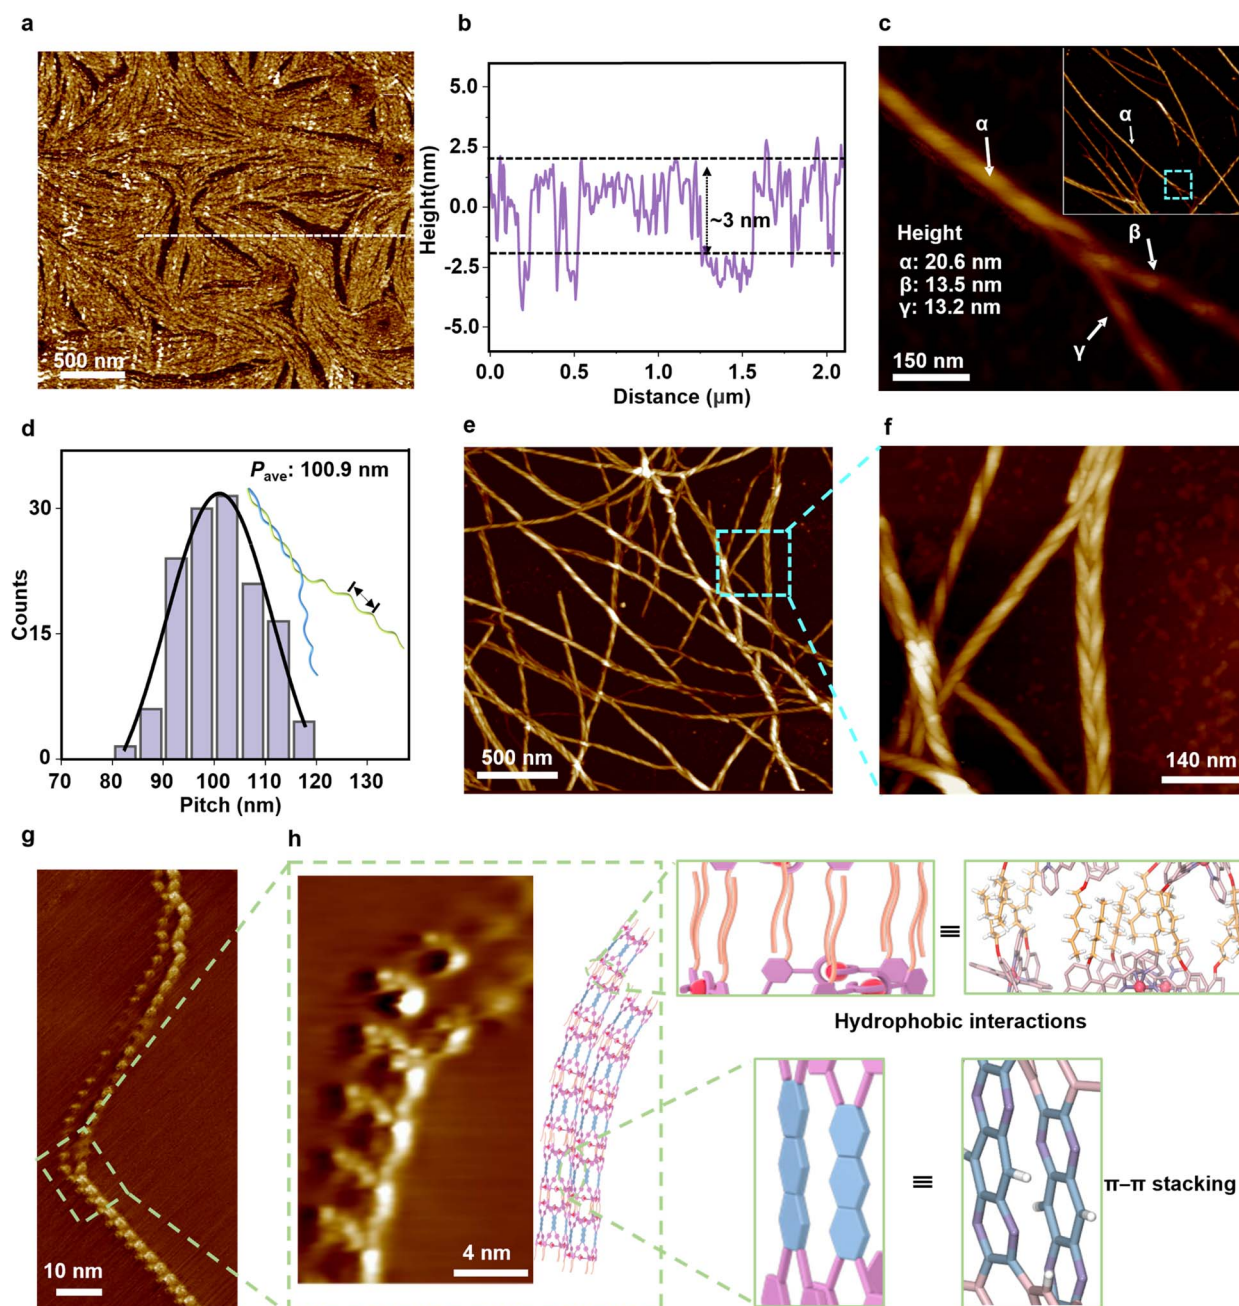 a
500 nm
b
Height(nm)
5.0
2.5
0.0
-2.5
-5.0
~3 nm
0.0 0.5 1.0 1.5 2.0
Distance (μm)
c
α
α
β
γ
Height
α: 20.6 nm
β: 13.5 nm
γ: 13.2 nm
150 nm
d
Pave: 100.9 nm
Counts
30
15
0
70 80 90 100 110 120 130
Pitch (nm)
e
500 nm
f
140 nm
g
10 nm
h
4 nm
≡
Hydrophobic interactions
≡
π–π stacking